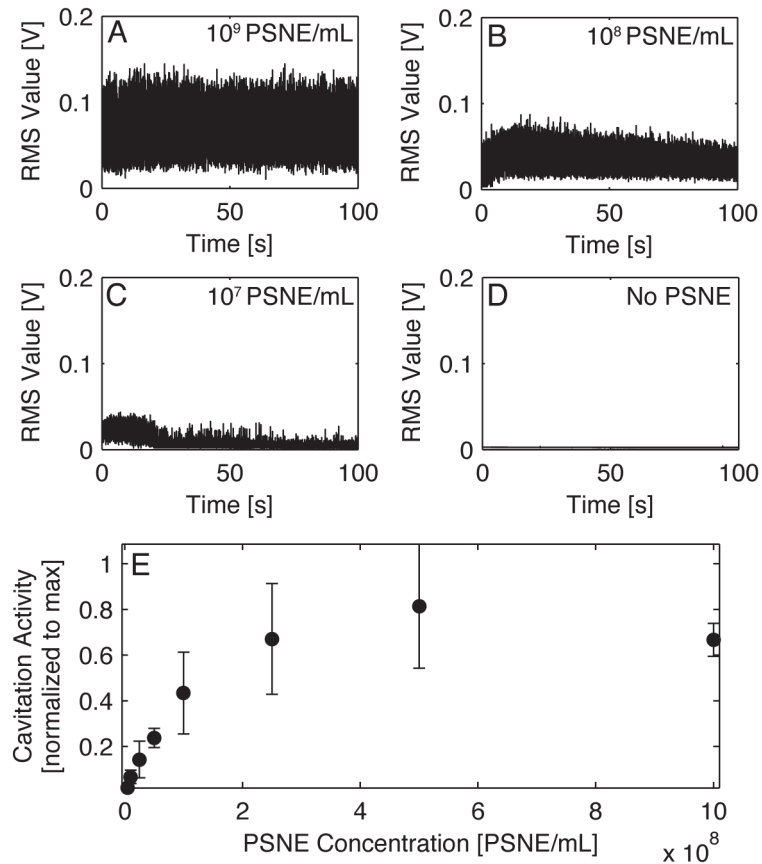 A
10⁹ PSNE/mL
RMS Value [V]
0.2
0.1
0
0
50
100
Time [s]
B
10⁸ PSNE/mL
RMS Value [V]
0.2
0.1
0
0
50
100
Time [s]
C
10⁷ PSNE/mL
RMS Value [V]
0.2
0.1
0
0
50
100
Time [s]
D
No PSNE
RMS Value [V]
0.2
0.1
0
0
50
100
Time [s]
E
Cavitation Activity
[normalized to max]
1
0.8
0.6
0.4
0.2
0
2
4
6
8
10
PSNE Concentration [PSNE/mL]
x 10⁸